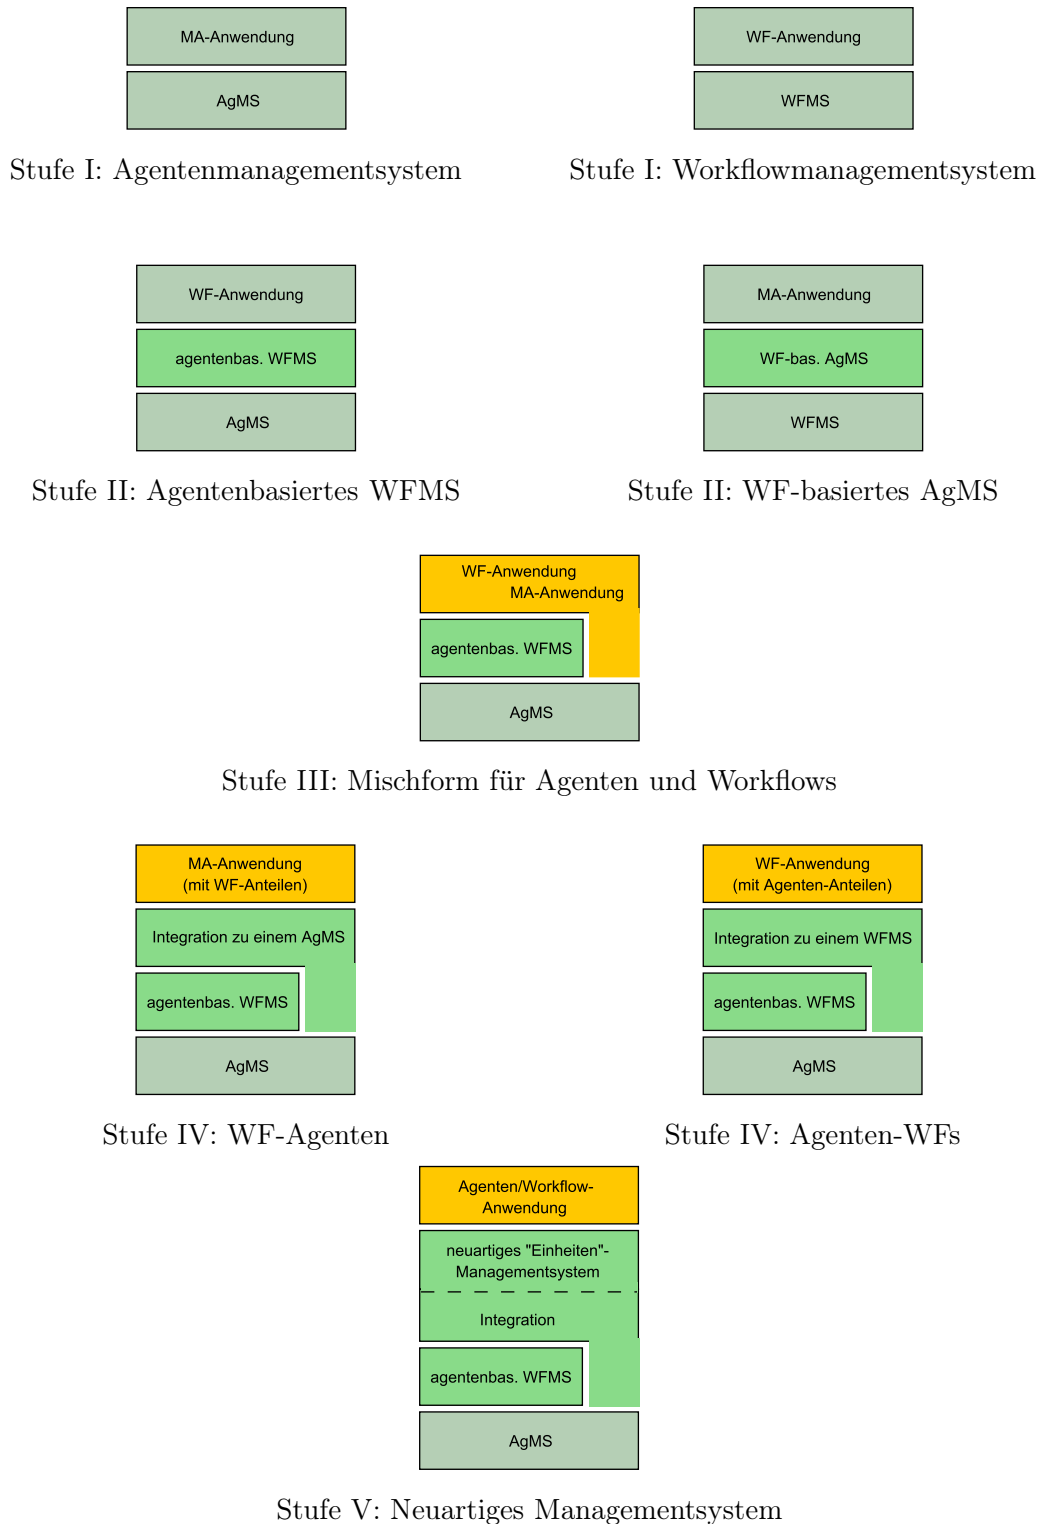 MA-Anwendung
AgMS
Stufe I: Agentenmanagementsystem
WF-Anwendung
WFMS
Stufe I: Workflowmanagementsystem
WF-Anwendung
agentenbas. WFMS
AgMS
Stufe II: Agentenbasiertes WFMS
MA-Anwendung
WF-bas. AgMS
WFMS
Stufe II: WF-basiertes AgMS
WF-Anwendung
MA-Anwendung
agentenbas. WFMS
AgMS
Stufe III: Mischform für Agenten und Workflows
MA-Anwendung
(mit WF-Anteilen)
Integration zu einem AgMS
agentenbas. WFMS
AgMS
Stufe IV: WF-Agenten
WF-Anwendung
(mit Agenten-Anteilen)
Integration zu einem WFMS
agentenbas. WFMS
AgMS
Stufe IV: Agenten-WFs
Agenten/Workflow-
Anwendung
neuartiges "Einheiten"-
Managementsystem
Integration
agentenbas. WFMS
AgMS
Stufe V: Neuartiges Managementsystem